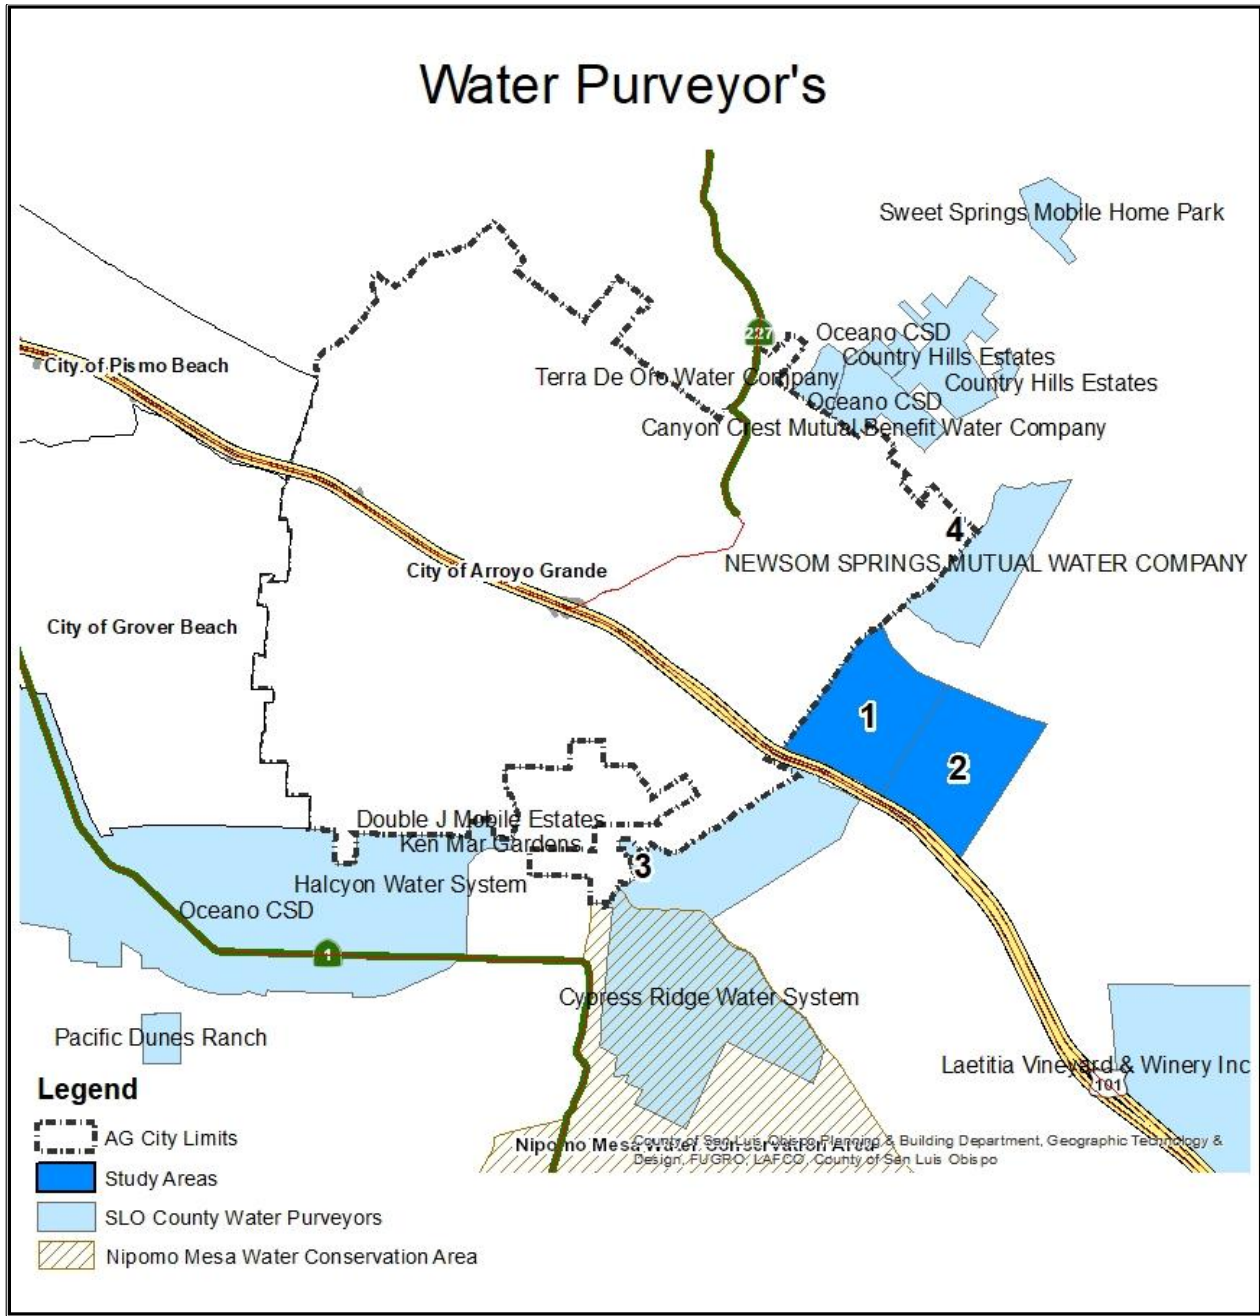 Water Purveyor's
Sweet Springs Mobile Home Park
227
Oceano CSD
Country Hills Estates
City of Pismo Beach
Terra De Oro Water Company
Country Hills Estates
Oceano CSD
Canyon Crest Mutual Benefit Water Company
4
NEWSOM SPRINGS MUTUAL WATER COMPANY
City of Arroyo Grande
City of Grover Beach
1
2
Double J Mobile Estates
Ken Mar Gardens
3
Halcyon Water System
Oceano CSD
1
Cypress Ridge Water System
Pacific Dunes Ranch
Laetitia Vineyard & Winery Inc
101
Legend
AG City Limits
Study Areas
SLO County Water Purveyors
Nipomo Mesa Water Conservation Area
Nipomo Mesa Water Conservation Area
County of San Luis Obispo Planning & Building Department, Geographic Technology &
Design, FUGRO, LAFCO, County of San Luis Obispo